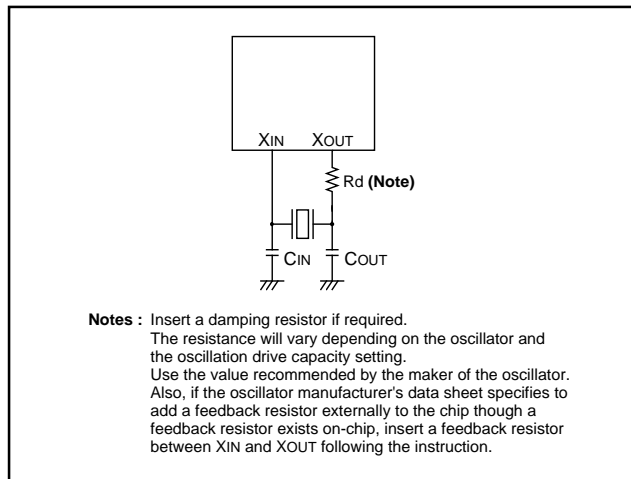 XIN XOUT
Rd (Note)
CIN COUT
Notes : Insert a damping resistor if required.
The resistance will vary depending on the oscillator and
the oscillation drive capacity setting.
Use the value recommended by the maker of the oscillator.
Also, if the oscillator manufacturer's data sheet specifies to
add a feedback resistor externally to the chip though a
feedback resistor exists on-chip, insert a feedback resistor
between XIN and XOUT following the instruction.